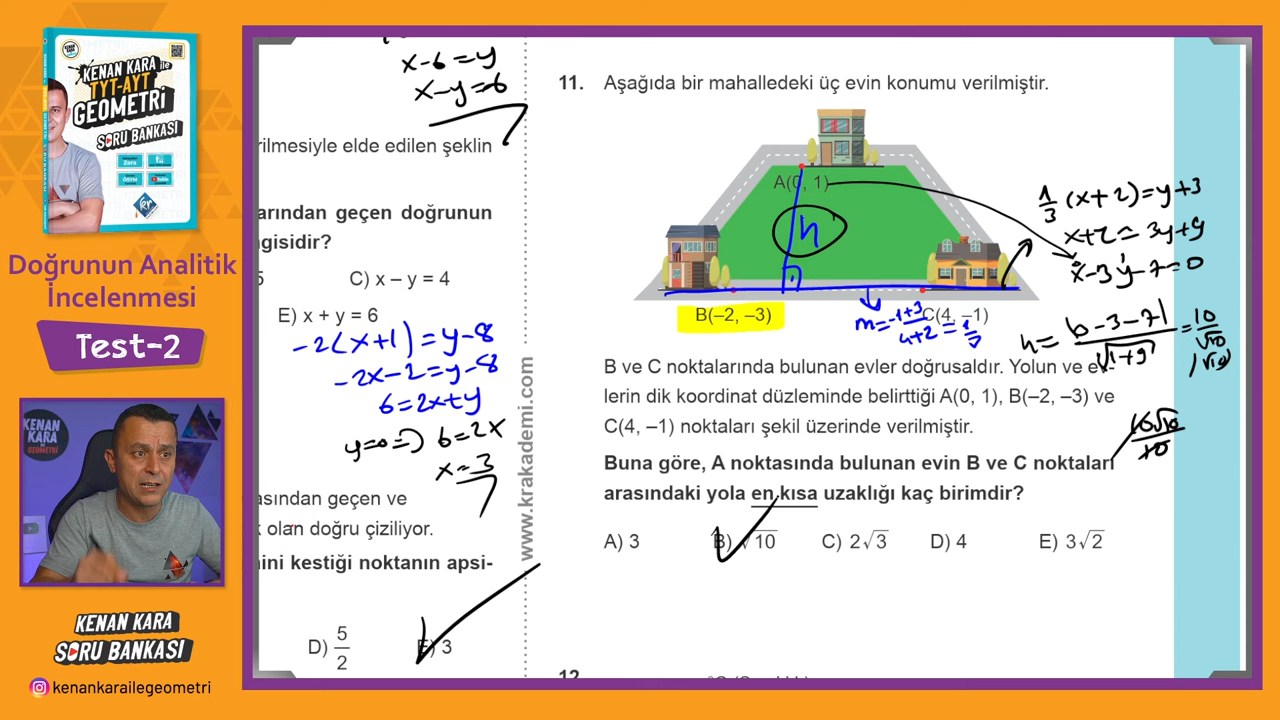 KENAN KARA ile
TYT-AYT
GEOMETRİ
SORU BANKASI
Doğrunun Analitik
İncelenmesi
Test-2
KENAN KARA
SORU BANKASI
kenankarailegeometri
x-6=y
x-y=6
rilmesiyle elde edilen şeklin
arından geçen doğrunun
ngisidir?
5 C) x – y = 4
E) x + y = 6
-2(x+1)=y-8
-2x-2=y-8
6=2x+y
y=0=) 6=2x
x=3
asından geçen ve
k olan doğru çiziliyor.
nini kestiği noktanın apsi-
D) 5/2 E) 3
www.krakademi.com
11. Aşağıda bir mahalledeki üç evin konumu verilmiştir.
A(0, 1)
h
B(–2, –3)
C(4, –1)
m=-1+3/4+2=1/3
1/3(x+2)=y+3
x+2=3y+9
x-3y-7=0
h=|0-3-7|/√1+9=10/√10
10√10/10
B ve C noktalarında bulunan evler doğrusaldır. Yolun ve ev-
lerin dik koordinat düzleminde belirttiği A(0, 1), B(–2, –3) ve
C(4, –1) noktaları şekil üzerinde verilmiştir.
Buna göre, A noktasında bulunan evin B ve C noktaları
arasındaki yola en kısa uzaklığı kaç birimdir?
A) 3 B) √10 C) 2√3 D) 4 E) 3√2
12